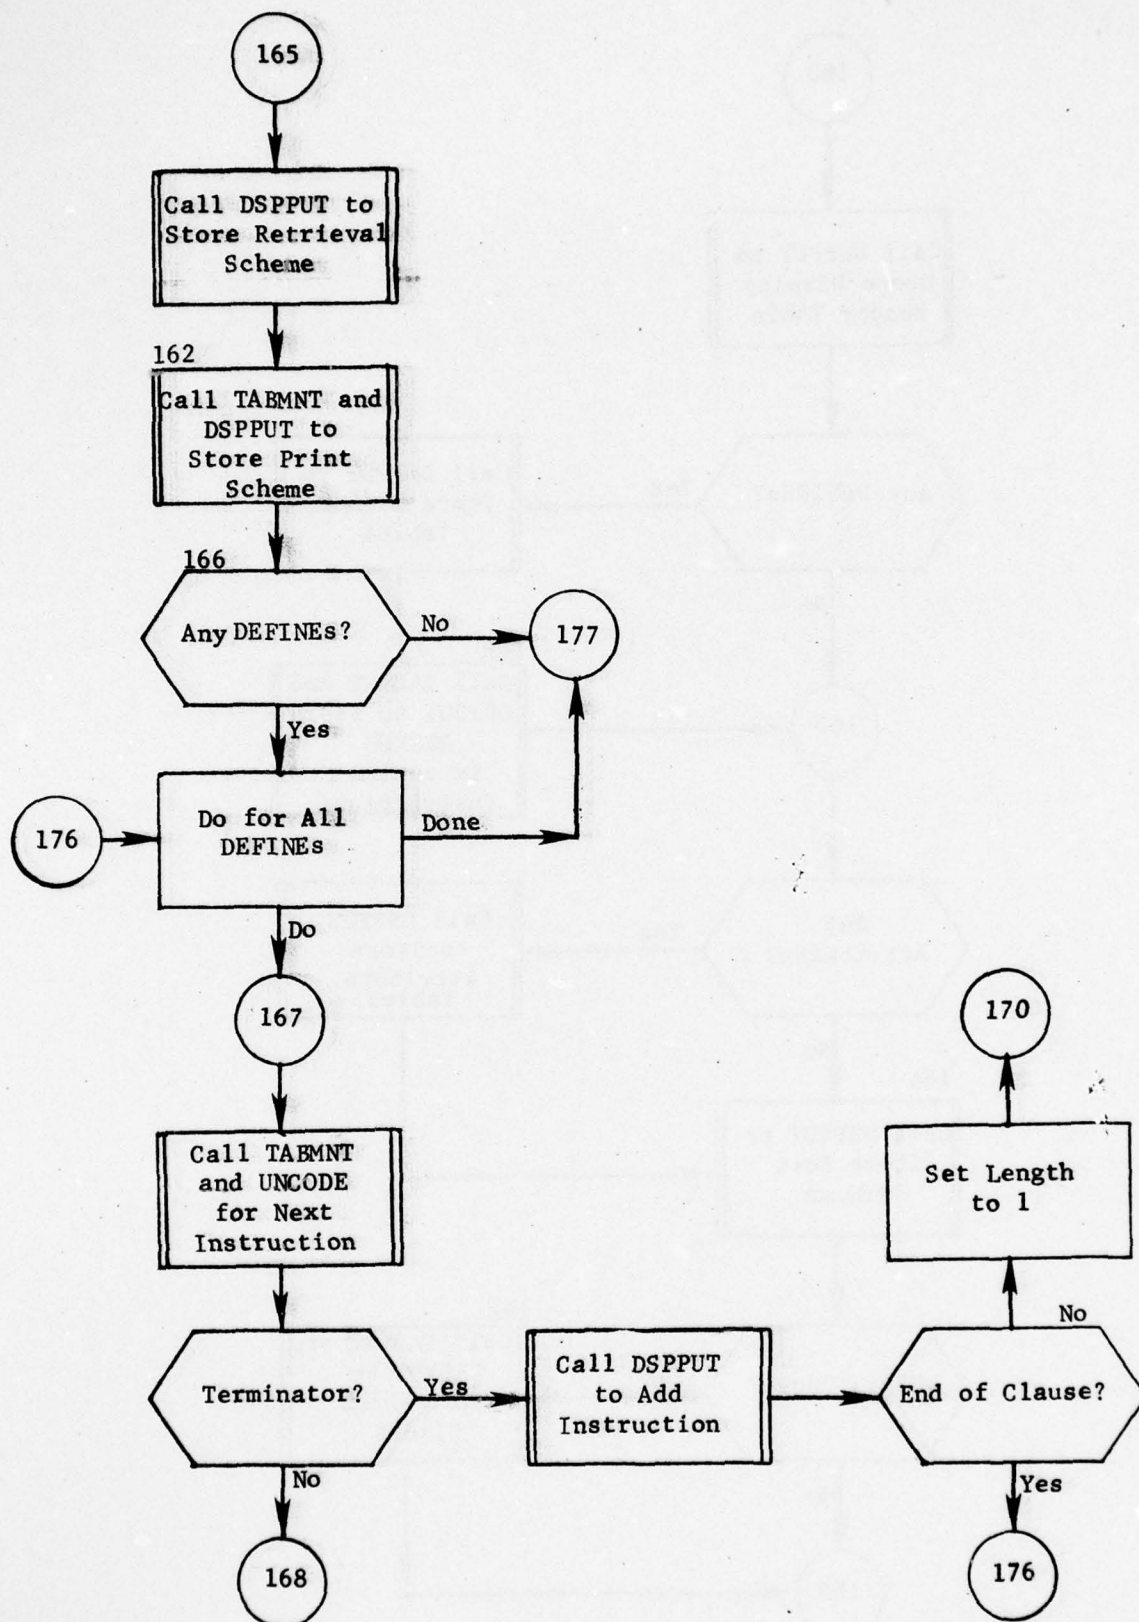 165
Call DSPPUT to
Store Retrieval
Scheme
162
Call TABMNT and
DSPPUT to
Store Print
Scheme
166
Any DEFINEs?
No
177
Yes
176
Do for All
DEFINEs
Done
Do
167
170
Call TABMNT
and UNCODE
for Next
Instruction
Set Length
to 1
No
Terminator?
Yes
Call DSPPUT
to Add
Instruction
End of Clause?
No
Yes
168
176